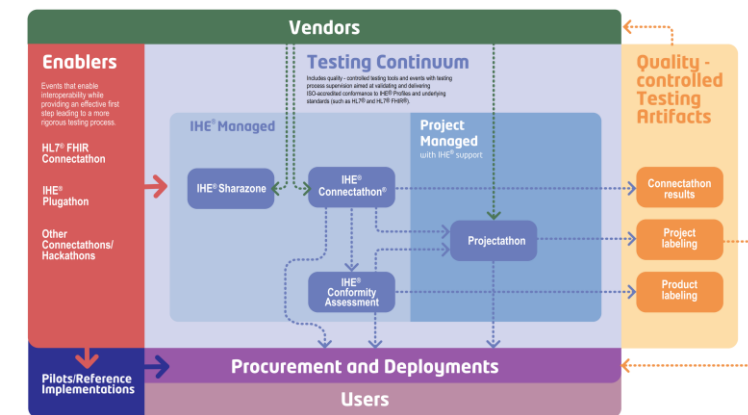 Vendors
Enablers
Events that enable
interoperability while
providing an effective first
step leading to a more
rigorous testing process.
HL7® FHIR
Connectathon
IHE®
Plugathon
Other
Connectathons/
Hackathons
Pilots/Reference
Implementations
Testing Continuum
Includes quality - controlled testing tools and events with testing
process supervision aimed at validating and delivering
ISO-accredited conformance to IHE® Profiles and underlying
standards (such as HL7® and HL7® FHIR®).
IHE® Managed
IHE® Sharazone
IHE®
Connectathon®
IHE®
Conformity
Assessment
Project
Managed
with IHE® support
Projectathon
Quality -
controlled
Testing
Artifacts
Connectathon
results
Project
labeling
Product
labeling
Procurement and Deployments
Users